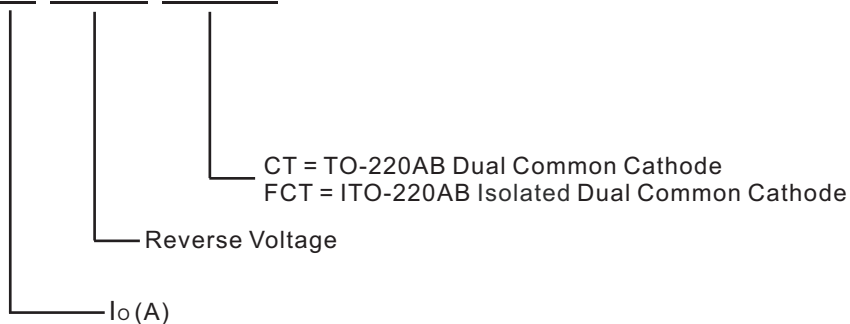 CT = TO-220AB Dual Common Cathode
FCT = ITO-220AB Isolated Dual Common Cathode
Reverse Voltage
Io(A)